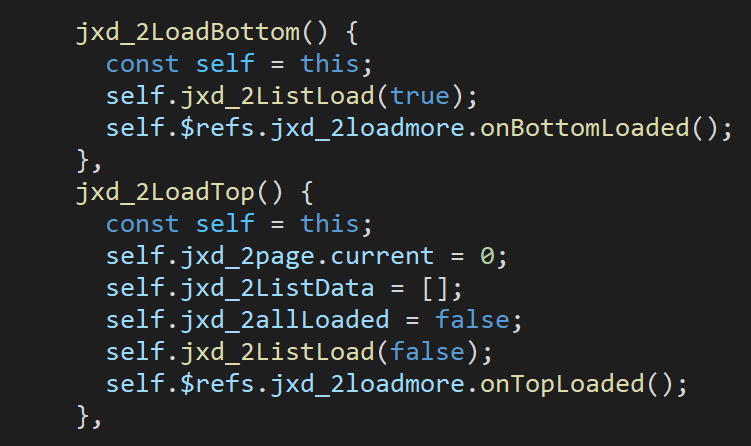 jxd_2LoadBottom() {
const self = this;
self.jxd_2ListLoad(true);
self.$refs.jxd_2loadmore.onBottomLoaded();
},
jxd_2LoadTop() {
const self = this;
self.jxd_2page.current = 0;
self.jxd_2ListData = [];
self.jxd_2allLoaded = false;
self.jxd_2ListLoad(false);
self.$refs.jxd_2loadmore.onTopLoaded();
},